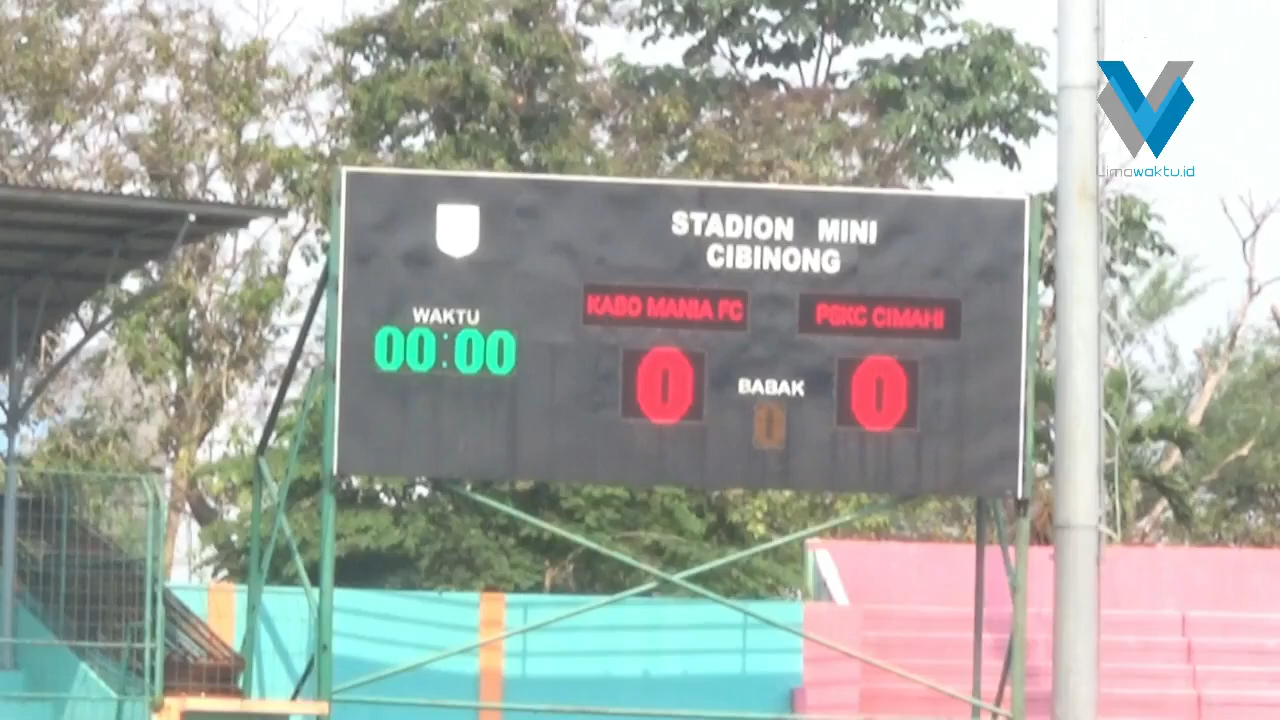 Limawaktu.id
STADION MINI
CIBINONG
KABO MANIA FC
PSKC CIMAHI
WAKTU
00:00
0
0
BABAK
0